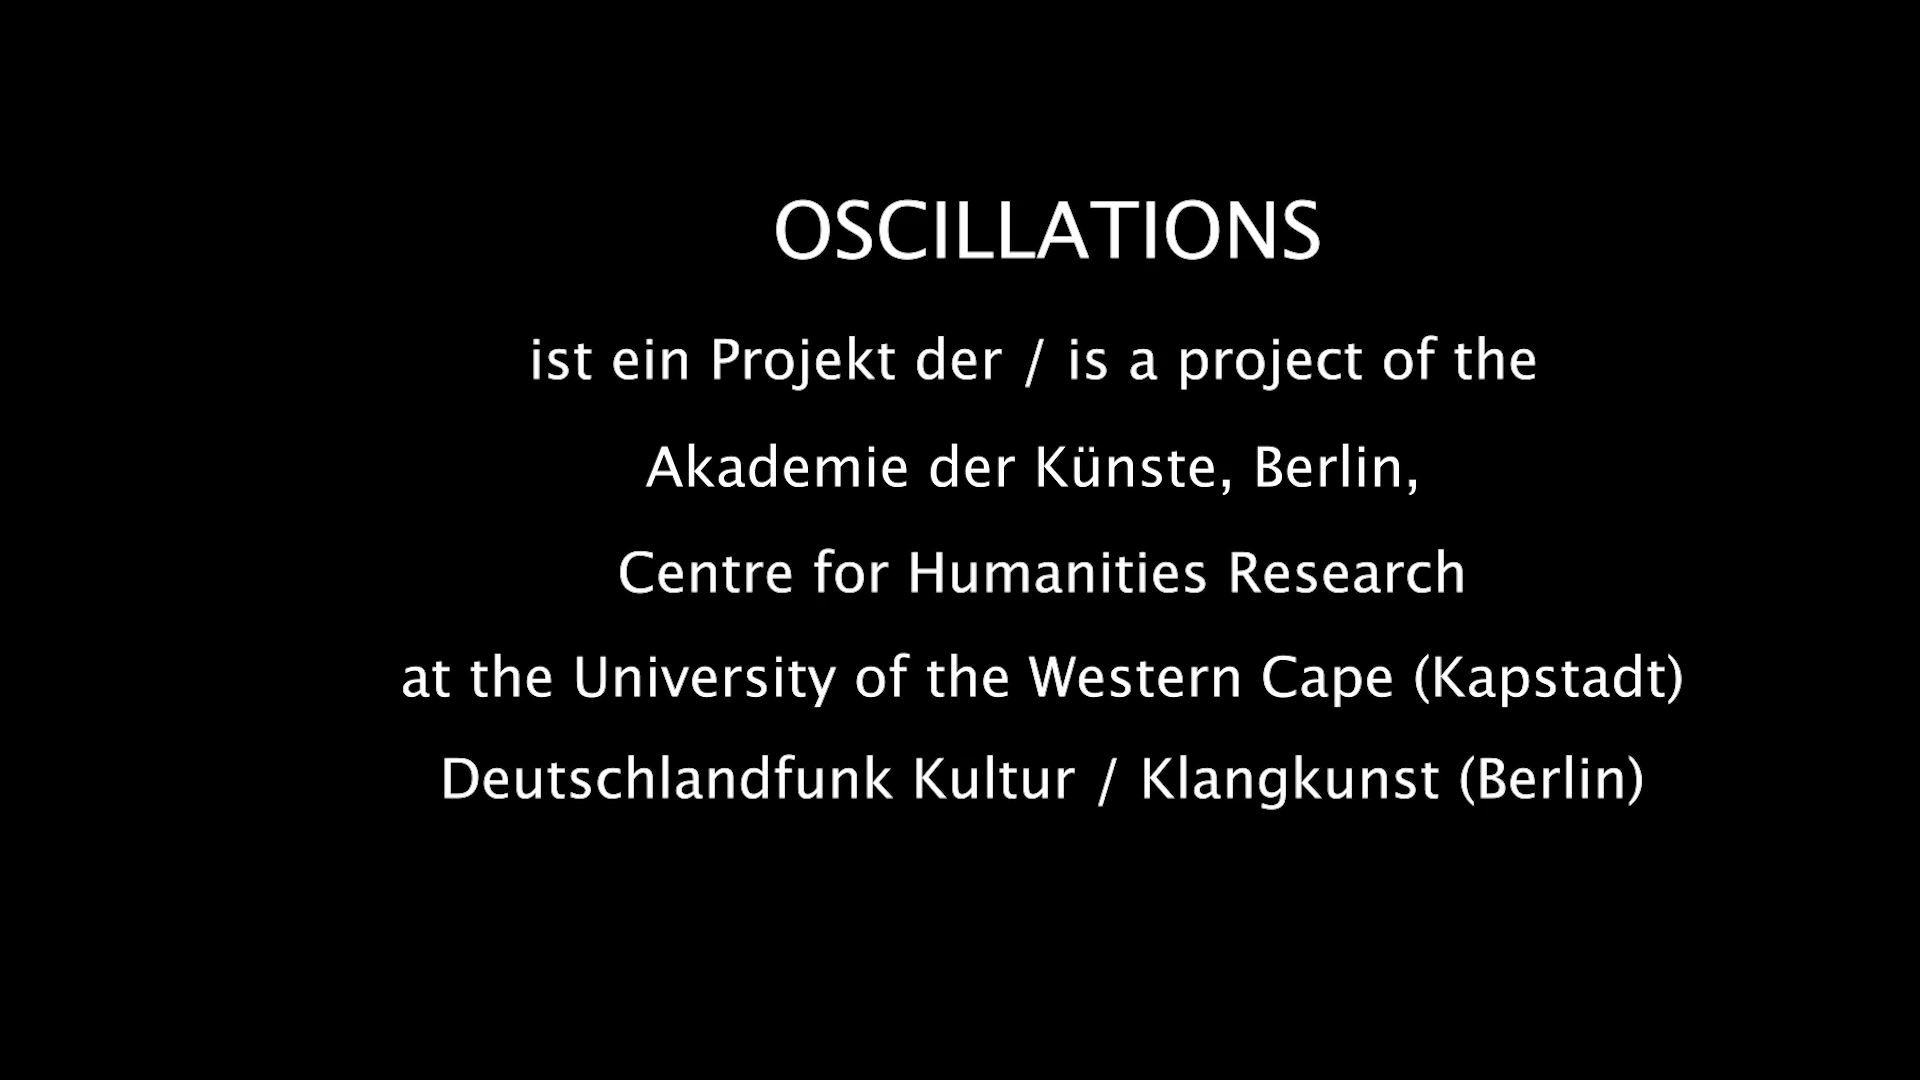 OSCILLATIONS
ist ein Projekt der / is a project of the
Akademie der Künste, Berlin,
Centre for Humanities Research
at the University of the Western Cape (Kapstadt)
Deutschlandfunk Kultur / Klangkunst (Berlin)